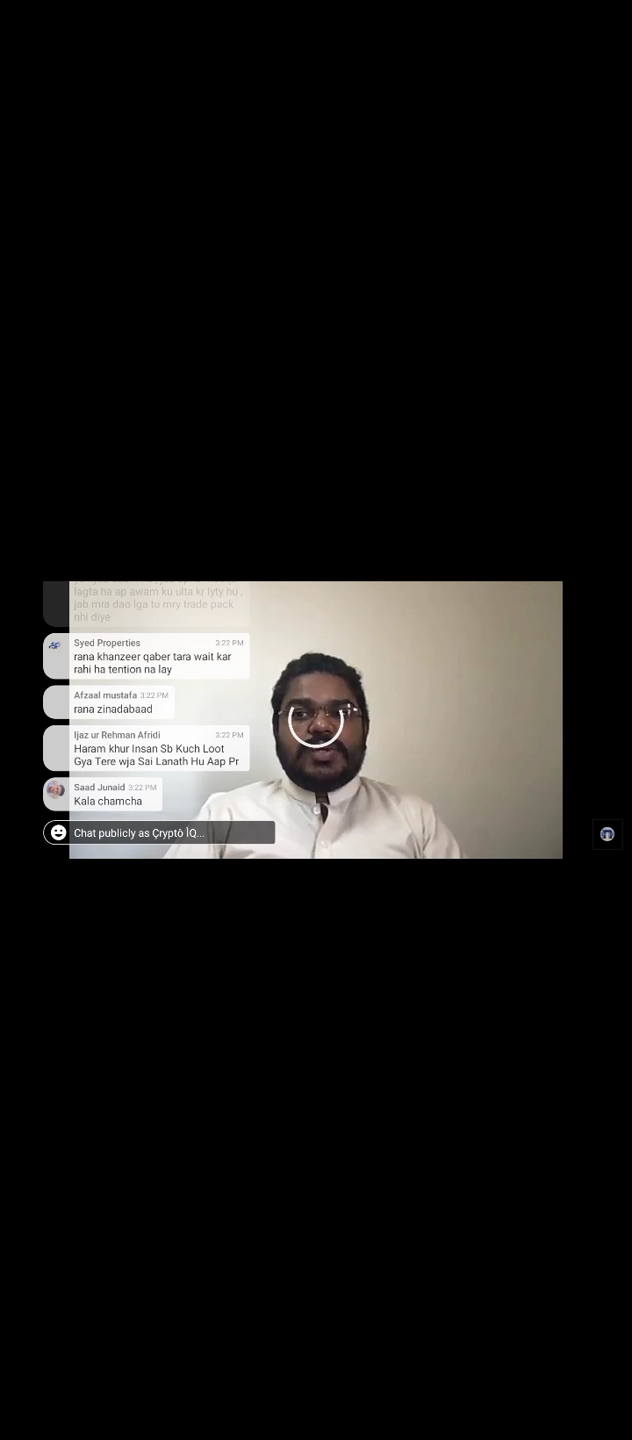 lagta ha ap awam ku ulta kr lyty hu ,
jab mra dao lga tu mry trade pack
nhi diye
Syed Properties 3:22 PM
rana khanzeer qaber tara wait kar
rahi ha tention na lay
Afzaal mustafa 3:22 PM
rana zinadabaad
Ijaz ur Rehman Afridi 3:22 PM
Haram khur Insan Sb Kuch Loot
Gya Tere wja Sai Lanath Hu Aap Pr
Saad Junaid 3:22 PM
Kala chamcha
Chat publicly as Çryptò ÌQ...